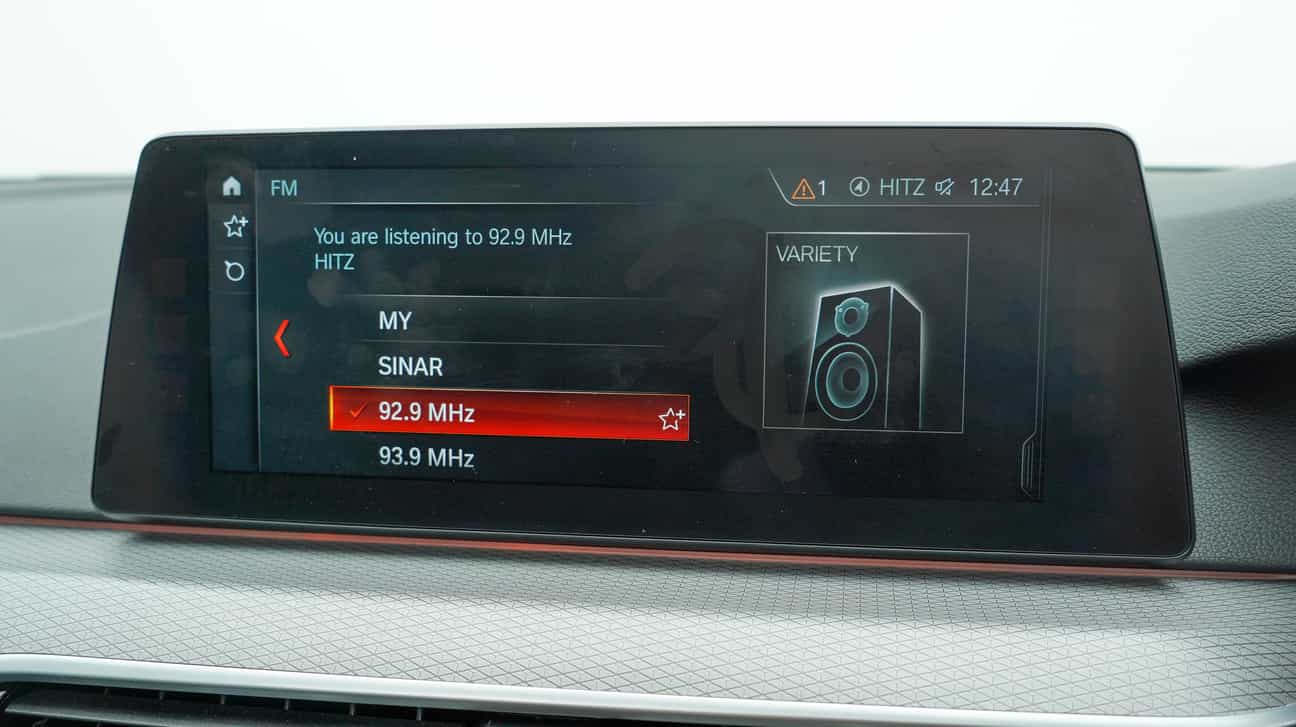 FM
1 HITZ 12:47
You are listening to 92.9 MHz
HITZ
VARIETY
MY
SINAR
92.9 MHz
93.9 MHz